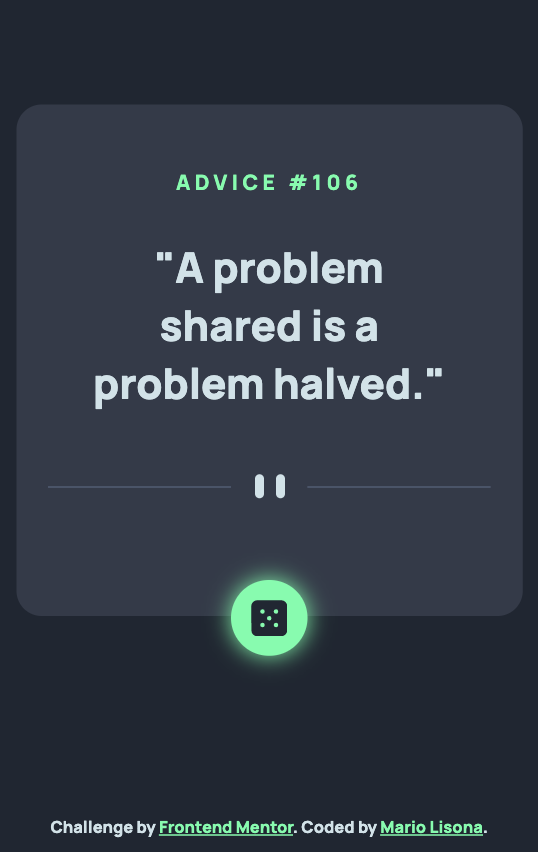 ADVICE #106
"A problem
shared is a
problem halved."
Challenge by Frontend Mentor. Coded by Mario Lisona.